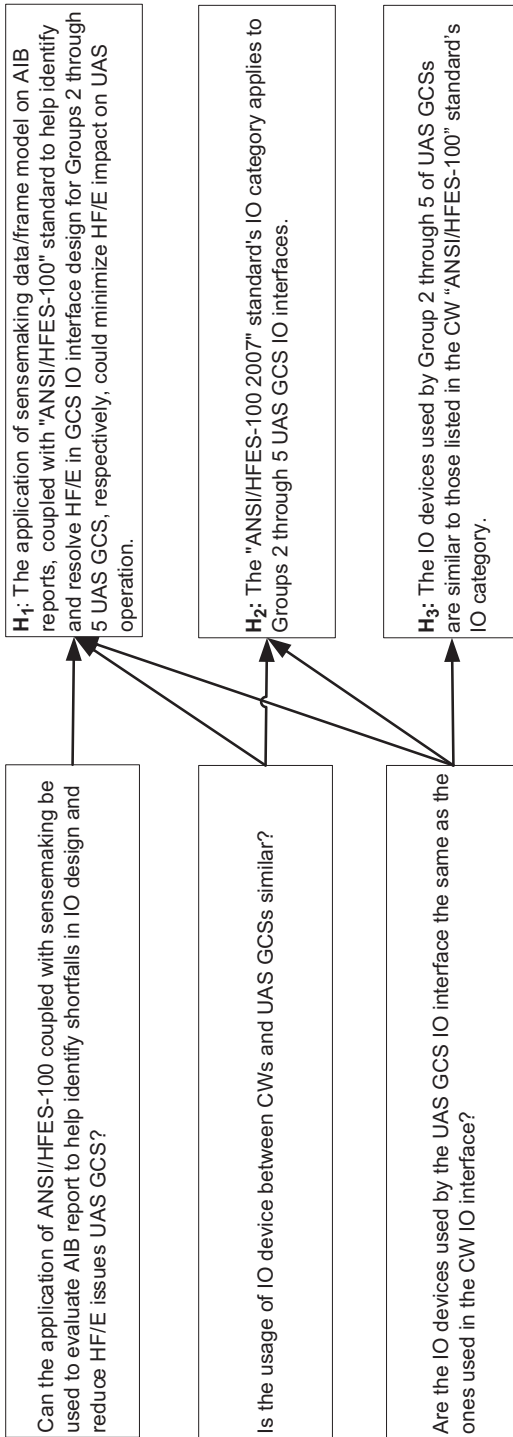 Can the application of ANSI/HFES-100 coupled with sensemaking be
used to evaluate AIB report to help identify shortfalls in IO design and
reduce HF/E issues UAS GCS?
Is the usage of IO device between CWs and UAS GCSs similar?
Are the IO devices used by the UAS GCS IO interface the same as the
ones used in the CW IO interface?
H1: The application of sensemaking data/frame model on AIB
reports, coupled with "ANSI/HFES-100" standard to help identify
and resolve HF/E in GCS IO interface design for Groups 2 through
5 UAS GCS, respectively, could minimize HF/E impact on UAS
operation.
H2: The "ANSI/HFES-100 2007" standard's IO category applies to
Groups 2 through 5 UAS GCS IO interfaces.
H3: The IO devices used by Group 2 through 5 of UAS GCSs
are similar to those listed in the CW “ANSI/HFES-100” standard's
IO category.